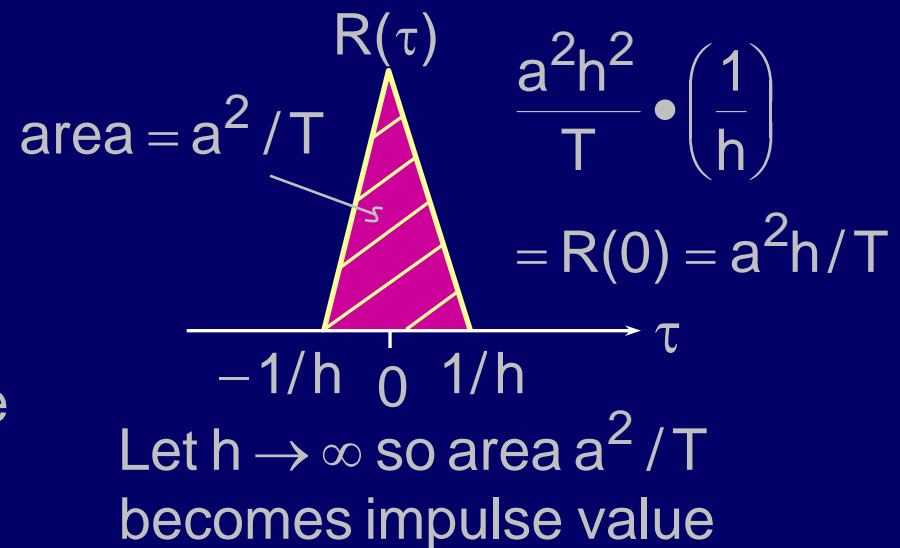 R(τ)
area = a² / T
a²h² / T • (1/h)
= R(0) = a²h / T
τ
−1/h 0 1/h
e
Let h → ∞ so area a² / T
becomes impulse value